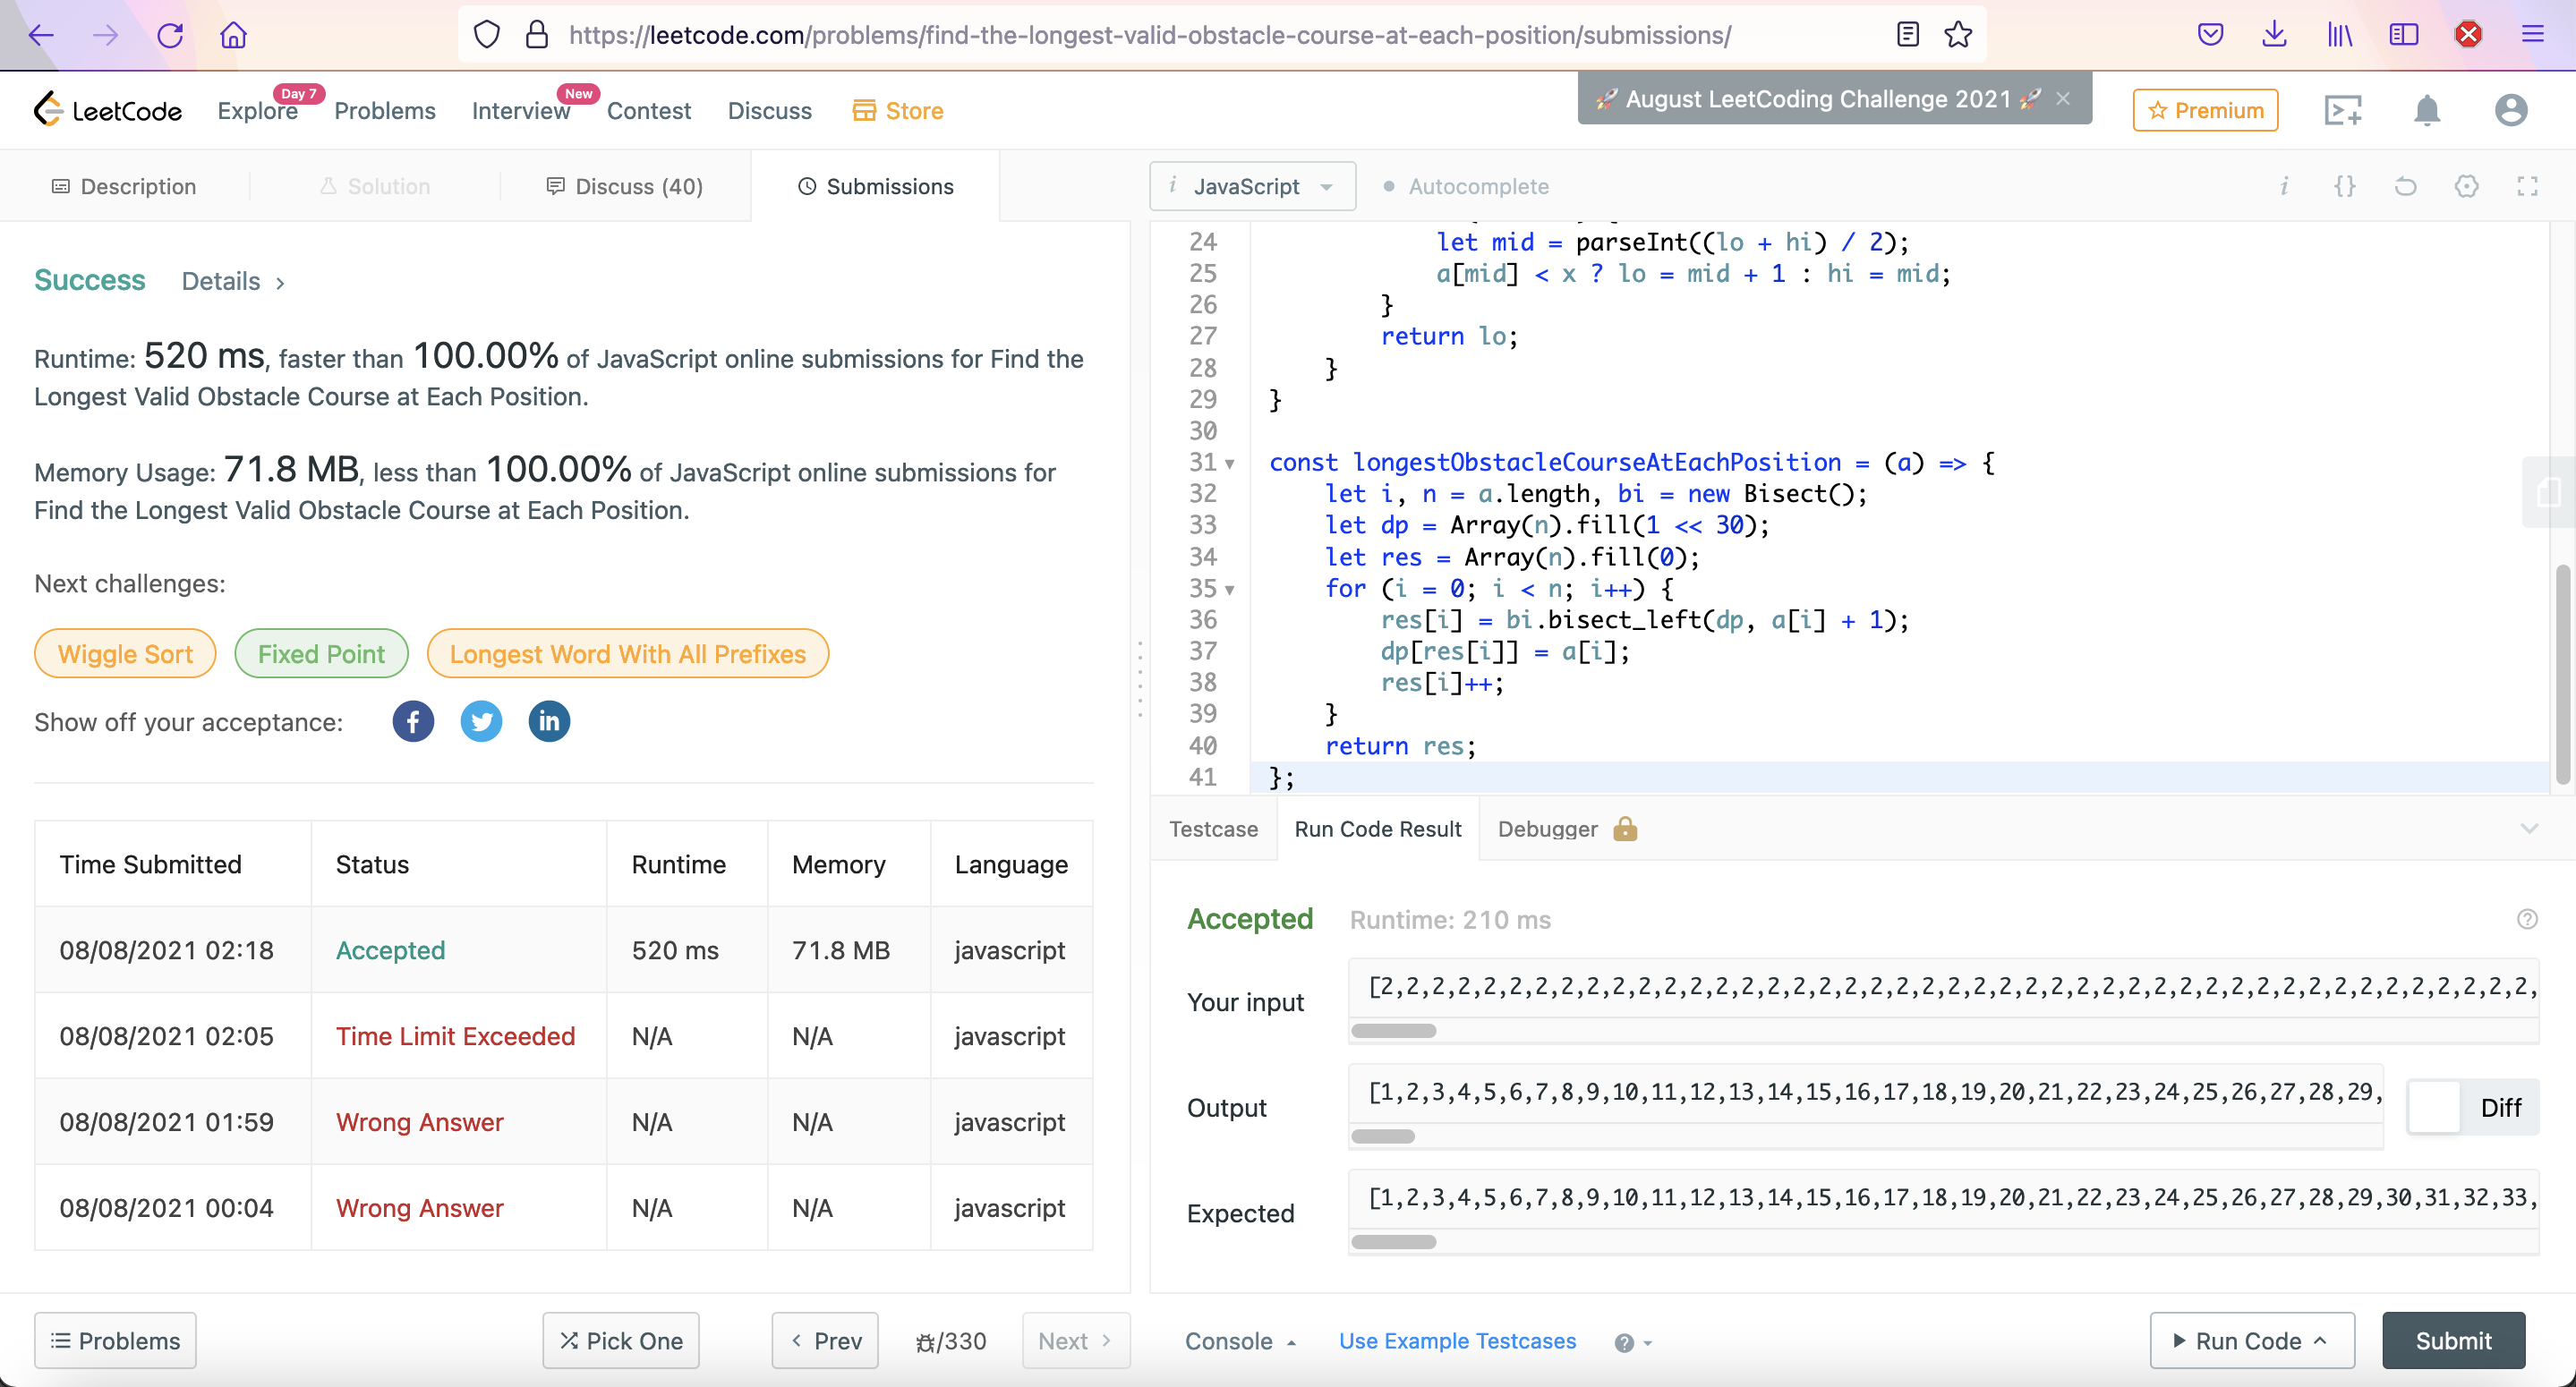 https://leetcode.com/problems/find-the-longest-valid-obstacle-course-at-each-position/submissions/
LeetCode
Explore
Day 7
Problems
Interview
New
Contest
Discuss
Store
🚀 August LeetCoding Challenge 2021 🚀
Premium
Description
Solution
Discuss (40)
Submissions
i JavaScript
Autocomplete
Success Details
Runtime: 520 ms, faster than 100.00% of JavaScript online submissions for Find the
Longest Valid Obstacle Course at Each Position.
Memory Usage: 71.8 MB, less than 100.00% of JavaScript online submissions for
Find the Longest Valid Obstacle Course at Each Position.
Next challenges:
Wiggle Sort
Fixed Point
Longest Word With All Prefixes
Show off your acceptance:
Time Submitted Status Runtime Memory Language
08/08/2021 02:18 Accepted 520 ms 71.8 MB javascript
08/08/2021 02:05 Time Limit Exceeded N/A N/A javascript
08/08/2021 01:59 Wrong Answer N/A N/A javascript
08/08/2021 00:04 Wrong Answer N/A N/A javascript
24 let mid = parseInt((lo + hi) / 2);
25 a[mid] < x ? lo = mid + 1 : hi = mid;
26 }
27 return lo;
28 }
29 }
30
31 const longestObstacleCourseAtEachPosition = (a) => {
32 let i, n = a.length, bi = new Bisect();
33 let dp = Array(n).fill(1 << 30);
34 let res = Array(n).fill(0);
35 for (i = 0; i < n; i++) {
36 res[i] = bi.bisect_left(dp, a[i] + 1);
37 dp[res[i]] = a[i];
38 res[i]++;
39 }
40 return res;
41 };
Testcase
Run Code Result
Debugger
Accepted Runtime: 210 ms
Your input
[2,2,2,2,2,2,2,2,2,2,2,2,2,2,2,2,2,2,2,2,2,2,2,2,2,2,2,2,2,2,2,2,2,2,2,2,2,2,2,2,2,2,2,2,2,
Output
[1,2,3,4,5,6,7,8,9,10,11,12,13,14,15,16,17,18,19,20,21,22,23,24,25,26,27,28,29,
Diff
Expected
[1,2,3,4,5,6,7,8,9,10,11,12,13,14,15,16,17,18,19,20,21,22,23,24,25,26,27,28,29,30,31,32,33,
Problems
Pick One
Prev
/330
Next
Console
Use Example Testcases
Run Code
Submit